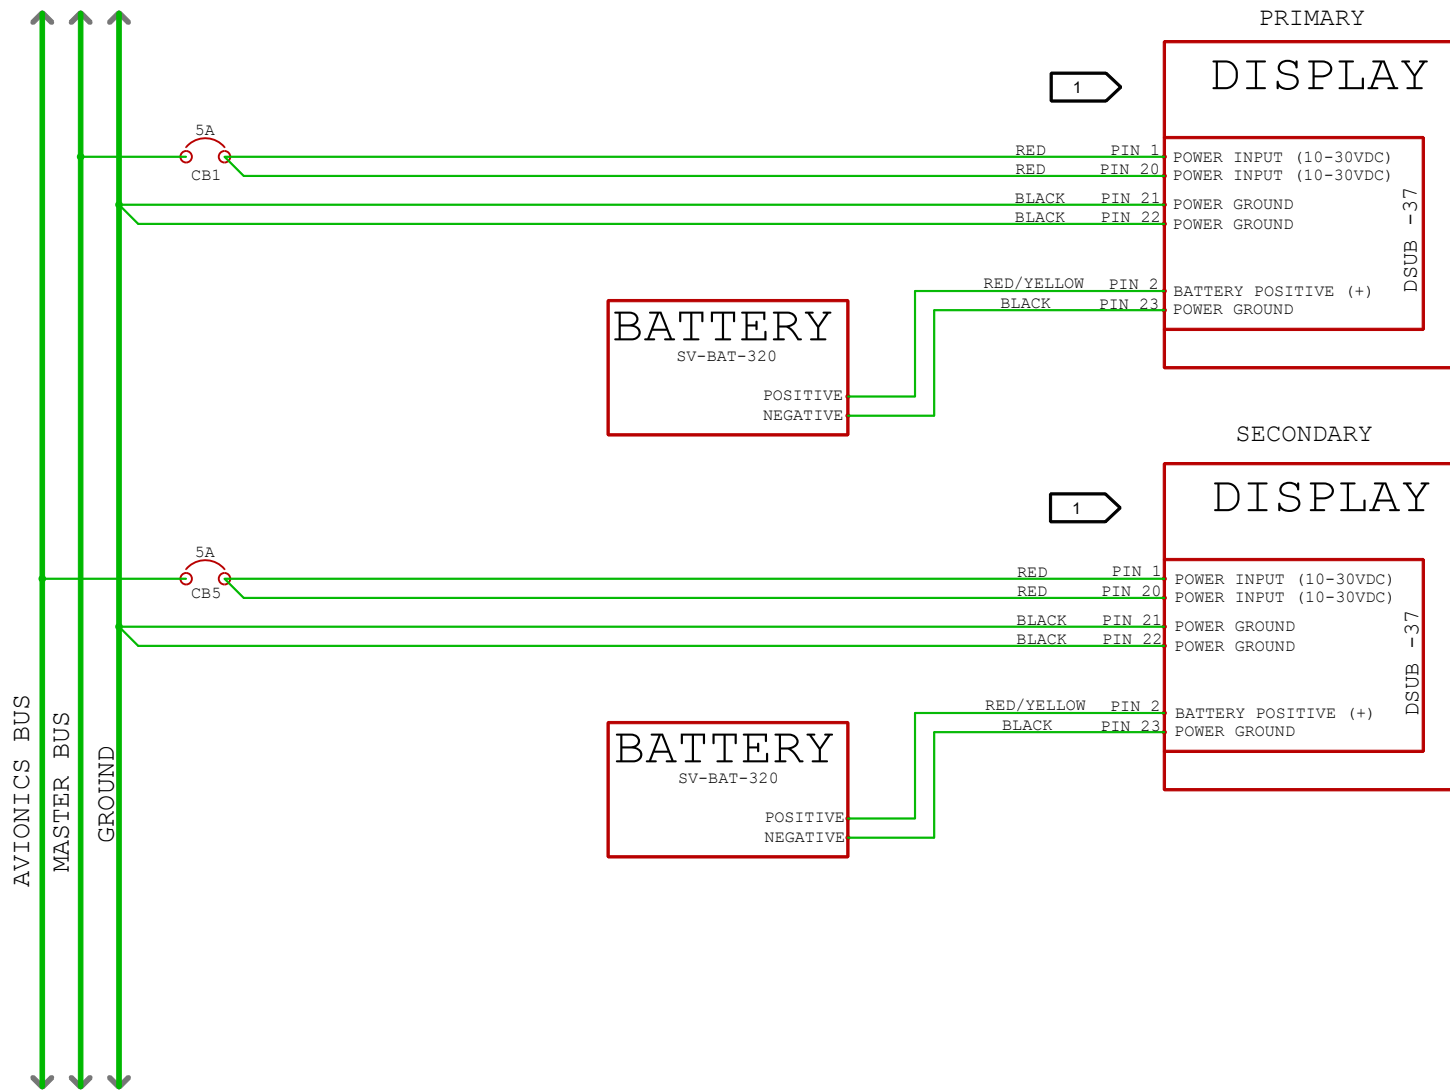 PRIMARY
DISPLAY
1
5A
CB1
RED PIN 1 POWER INPUT (10-30VDC)
RED PIN 20 POWER INPUT (10-30VDC)
BLACK PIN 21 POWER GROUND
BLACK PIN 22 POWER GROUND
DSUB -37
RED/YELLOW PIN 2 BATTERY POSITIVE (+)
BLACK PIN 23 POWER GROUND
BATTERY
SV-BAT-320
POSITIVE
NEGATIVE
SECONDARY
DISPLAY
1
5A
CB5
RED PIN 1 POWER INPUT (10-30VDC)
RED PIN 20 POWER INPUT (10-30VDC)
BLACK PIN 21 POWER GROUND
BLACK PIN 22 POWER GROUND
DSUB -37
RED/YELLOW PIN 2 BATTERY POSITIVE (+)
BLACK PIN 23 POWER GROUND
BATTERY
SV-BAT-320
POSITIVE
NEGATIVE
AVIONICS BUS
MASTER BUS
GROUND